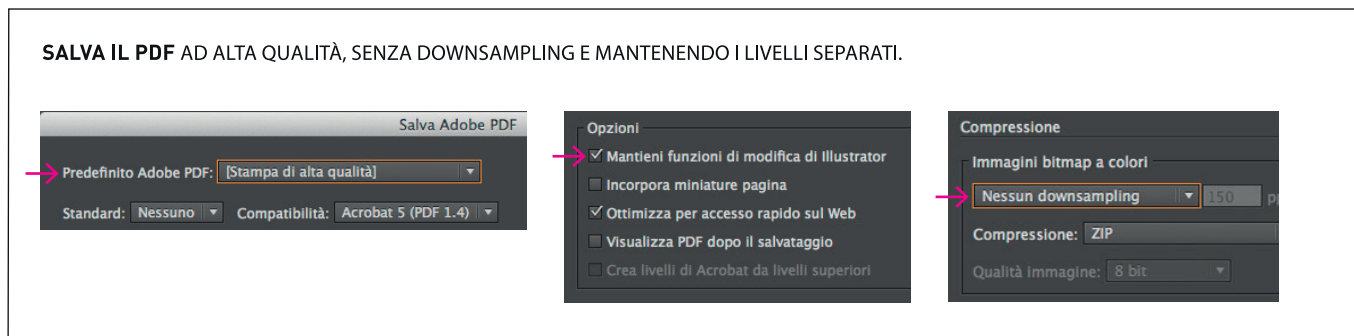 SALVA IL PDF AD ALTA QUALITÀ, SENZA DOWNSAMPLING E MANTENENDO I LIVELLI SEPARATI.
Salva Adobe PDF
Predefinito Adobe PDF: [Stampa di alta qualità]
Standard: Nessuno Compatibilità: Acrobat 5 (PDF 1.4)
Opzioni
Mantieni funzioni di modifica di Illustrator
Incorpora miniature pagina
Ottimizza per accesso rapido sul Web
Visualizza PDF dopo il salvataggio
Crea livelli di Acrobat da livelli superiori
Compressione
Immagini bitmap a colori
Nessun downsampling 150
Compressione: ZIP
Qualità immagine: 8 bit